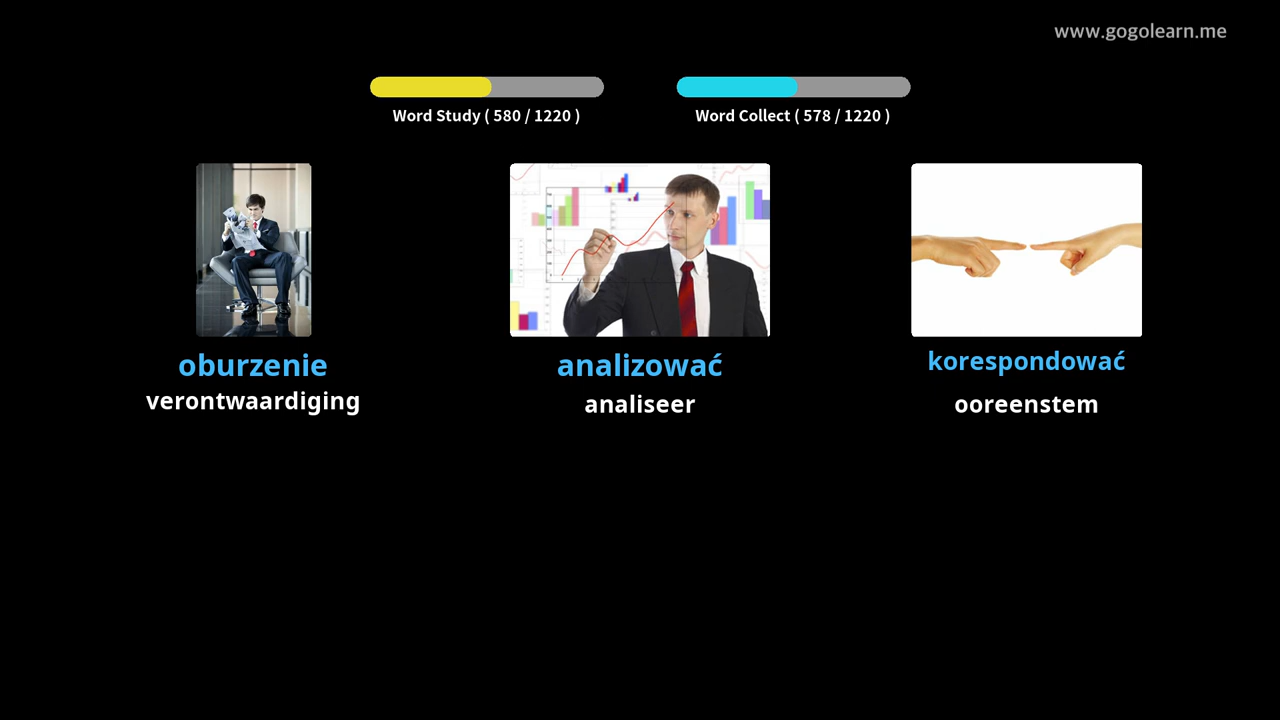 www.gogolearn.me
Word Study ( 580 / 1220 )
Word Collect ( 578 / 1220 )
oburzenie
verontwaardiging
analizować
analiseer
korespondować
ooreenstem